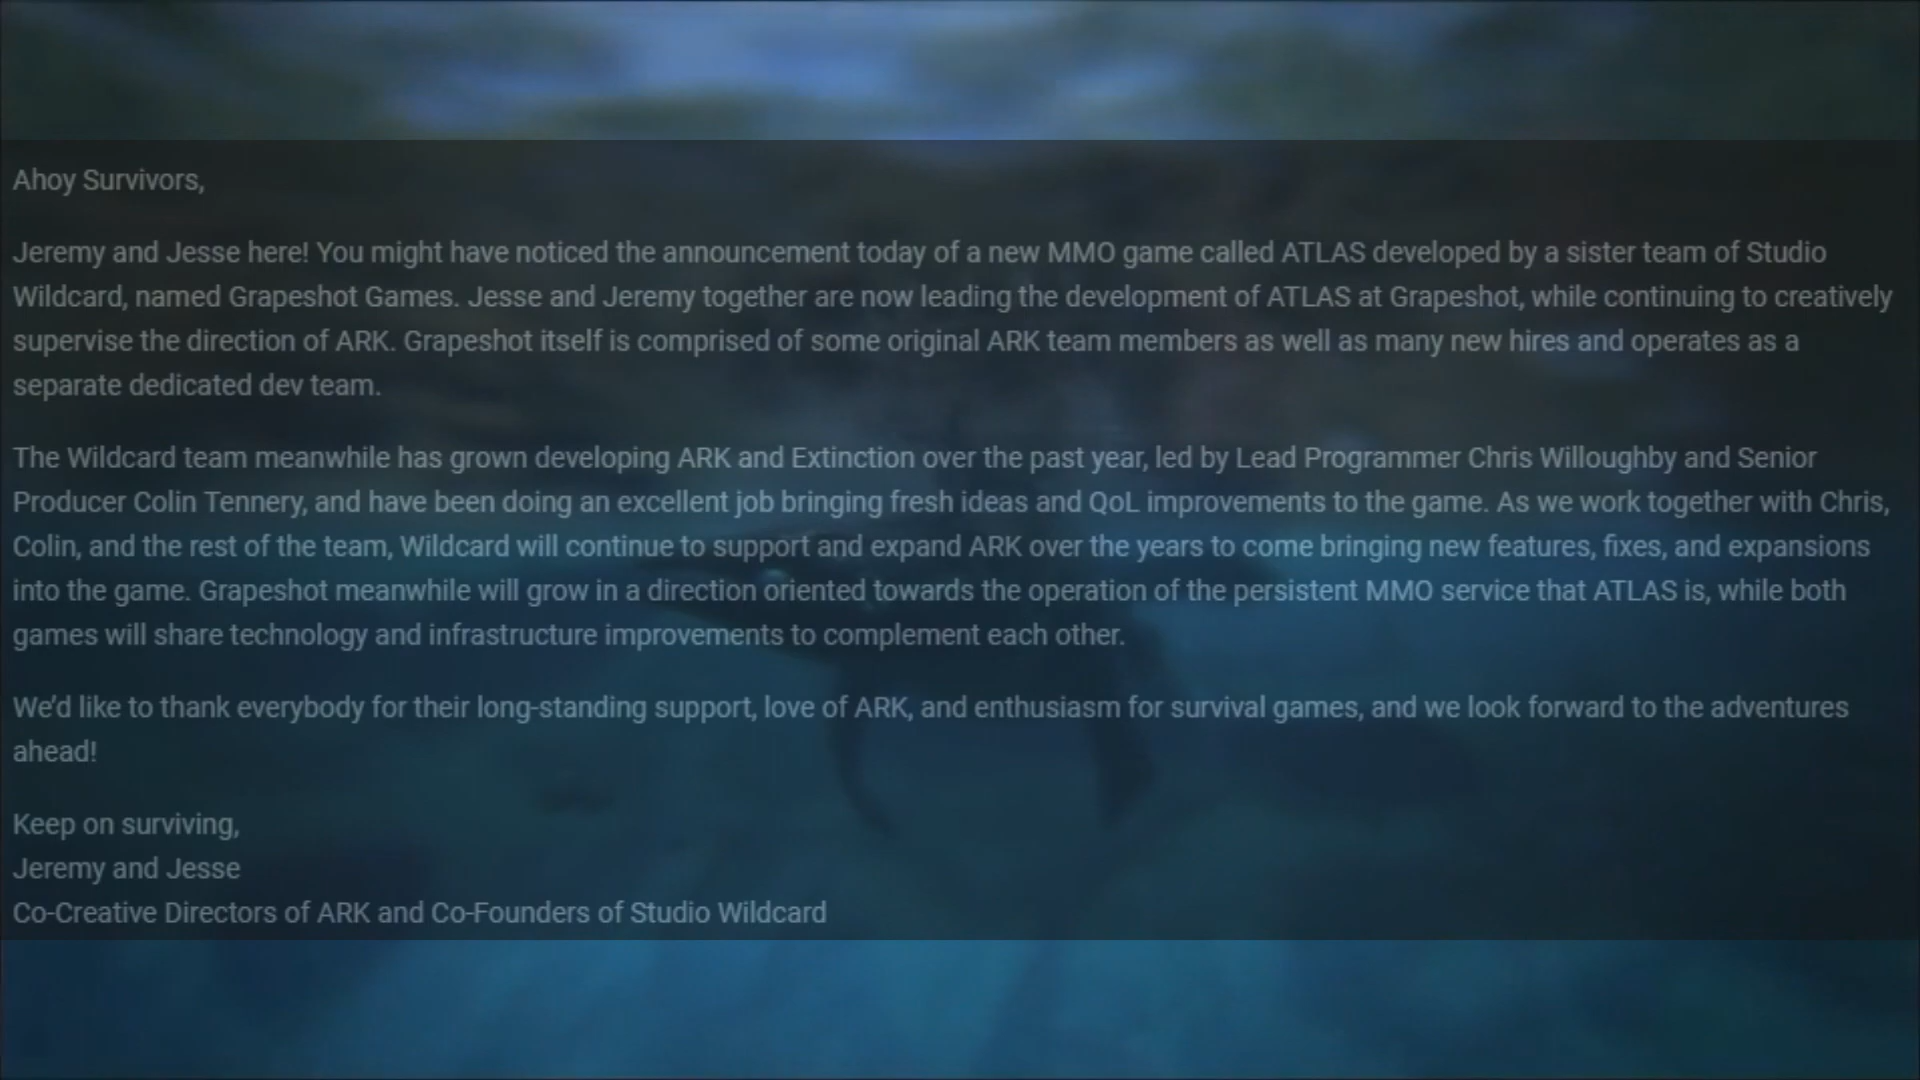 Ahoy Survivors,
Jeremy and Jesse here! You might have noticed the announcement today of a new MMO game called ATLAS developed by a sister team of Studio
Wildcard, named Grapeshot Games. Jesse and Jeremy together are now leading the development of ATLAS at Grapeshot, while continuing to creatively
supervise the direction of ARK. Grapeshot itself is comprised of some original ARK team members as well as many new hires and operates as a
separate dedicated dev team.
The Wildcard team meanwhile has grown developing ARK and Extinction over the past year, led by Lead Programmer Chris Willoughby and Senior
Producer Colin Tennery, and have been doing an excellent job bringing fresh ideas and QoL improvements to the game. As we work together with Chris,
Colin, and the rest of the team, Wildcard will continue to support and expand ARK over the years to come bringing new features, fixes, and expansions
into the game. Grapeshot meanwhile will grow in a direction oriented towards the operation of the persistent MMO service that ATLAS is, while both
games will share technology and infrastructure improvements to complement each other.
We’d like to thank everybody for their long-standing support, love of ARK, and enthusiasm for survival games, and we look forward to the adventures
ahead!
Keep on surviving,
Jeremy and Jesse
Co-Creative Directors of ARK and Co-Founders of Studio Wildcard